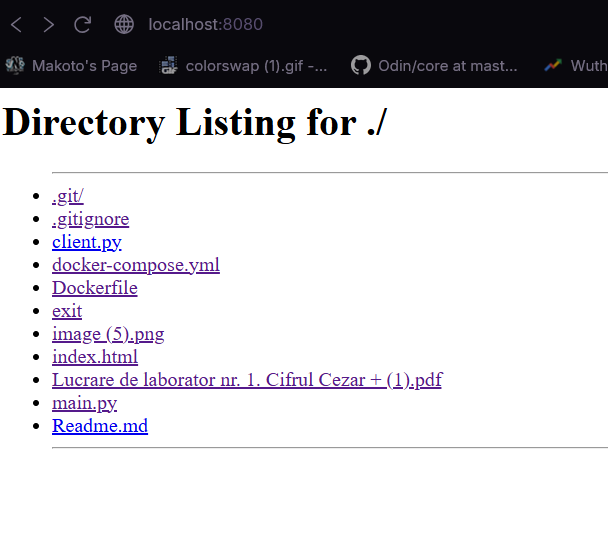 localhost:8080
Makoto's Page colorswap (1).gif -... Odin/core at mast... Wuth
Directory Listing for ./
.git/
.gitignore
client.py
docker-compose.yml
Dockerfile
exit
image (5).png
index.html
Lucrare de laborator nr. 1. Cifrul Cezar + (1).pdf
main.py
Readme.md